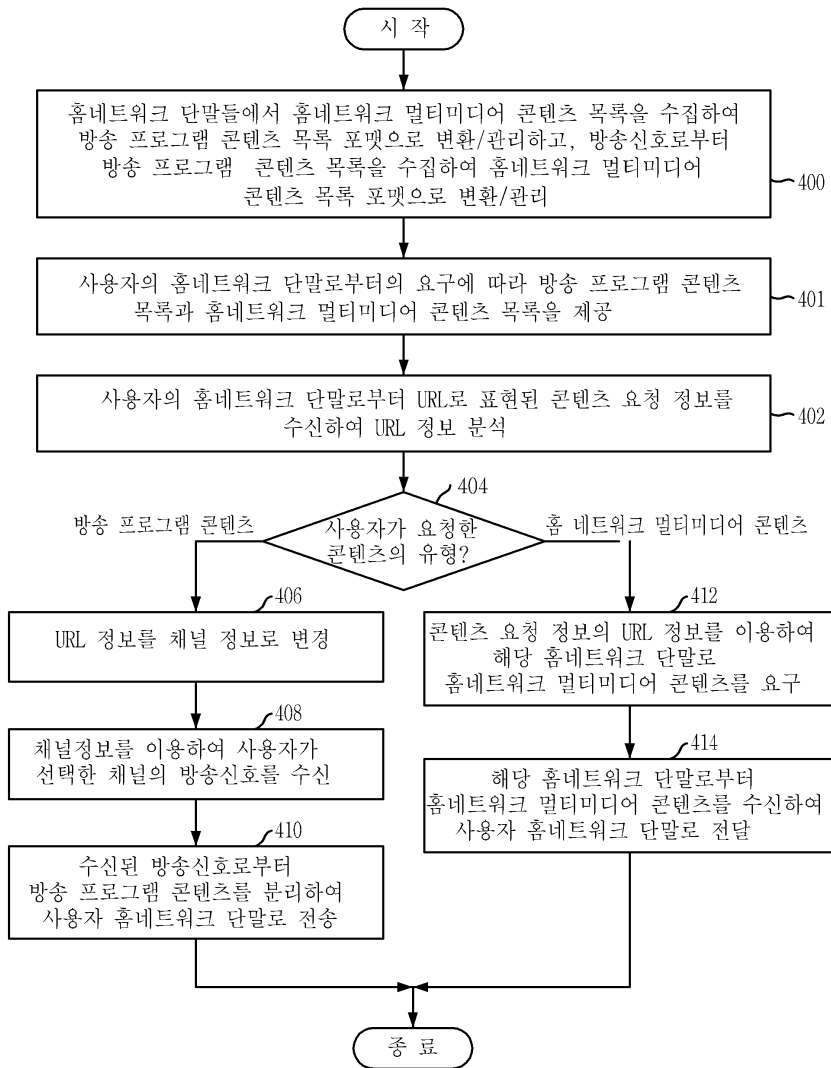 시 작
홈네트워크 단말들에서 홈네트워크 멀티미디어 콘텐츠 목록을 수집하여
방송 프로그램 콘텐츠 목록 포맷으로 변환/관리하고, 방송신호로부터
방송 프로그램 콘텐츠 목록을 수집하여 홈네트워크 멀티미디어
콘텐츠 목록 포맷으로 변환/관리
400
사용자의 홈네트워크 단말로부터의 요구에 따라 방송 프로그램 콘텐츠
목록과 홈네트워크 멀티미디어 콘텐츠 목록을 제공
401
사용자의 홈네트워크 단말로부터 URL로 표현된 콘텐츠 요청 정보를
수신하여 URL 정보 분석
402
404
사용자가 요청한
콘텐츠의 유형?
방송 프로그램 콘텐츠
홈 네트워크 멀티미디어 콘텐츠
406
URL 정보를 채널 정보로 변경
408
채널정보를 이용하여 사용자가
선택한 채널의 방송신호를 수신
410
수신된 방송신호로부터
방송 프로그램 콘텐츠를 분리하여
사용자 홈네트워크 단말로 전송
412
콘텐츠 요청 정보의 URL 정보를 이용하여
해당 홈네트워크 단말로
홈네트워크 멀티미디어 콘텐츠를 요구
414
해당 홈네트워크 단말로부터
홈네트워크 멀티미디어 콘텐츠를 수신하여
사용자 홈네트워크 단말로 전달
종 료